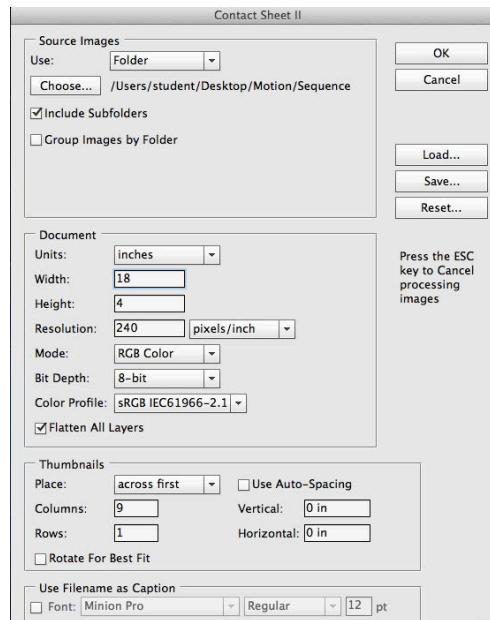 Contact Sheet II
Source Images
Use: Folder
Choose... /Users/student/Desktop/Motion/Sequence
Include Subfolders
Group Images by Folder
OK
Cancel
Load...
Save...
Reset...
Press the ESC
key to Cancel
processing
images
Document
Units: inches
Width: 18
Height: 4
Resolution: 240 pixels/inch
Mode: RGB Color
Bit Depth: 8-bit
Color Profile: sRGB IEC61966-2.1
Flatten All Layers
Thumbnails
Place: across first Use Auto-Spacing
Columns: 9 Vertical: 0 in
Rows: 1 Horizontal: 0 in
Rotate For Best Fit
Use Filename as Caption
Font: Minion Pro Regular 12 pt